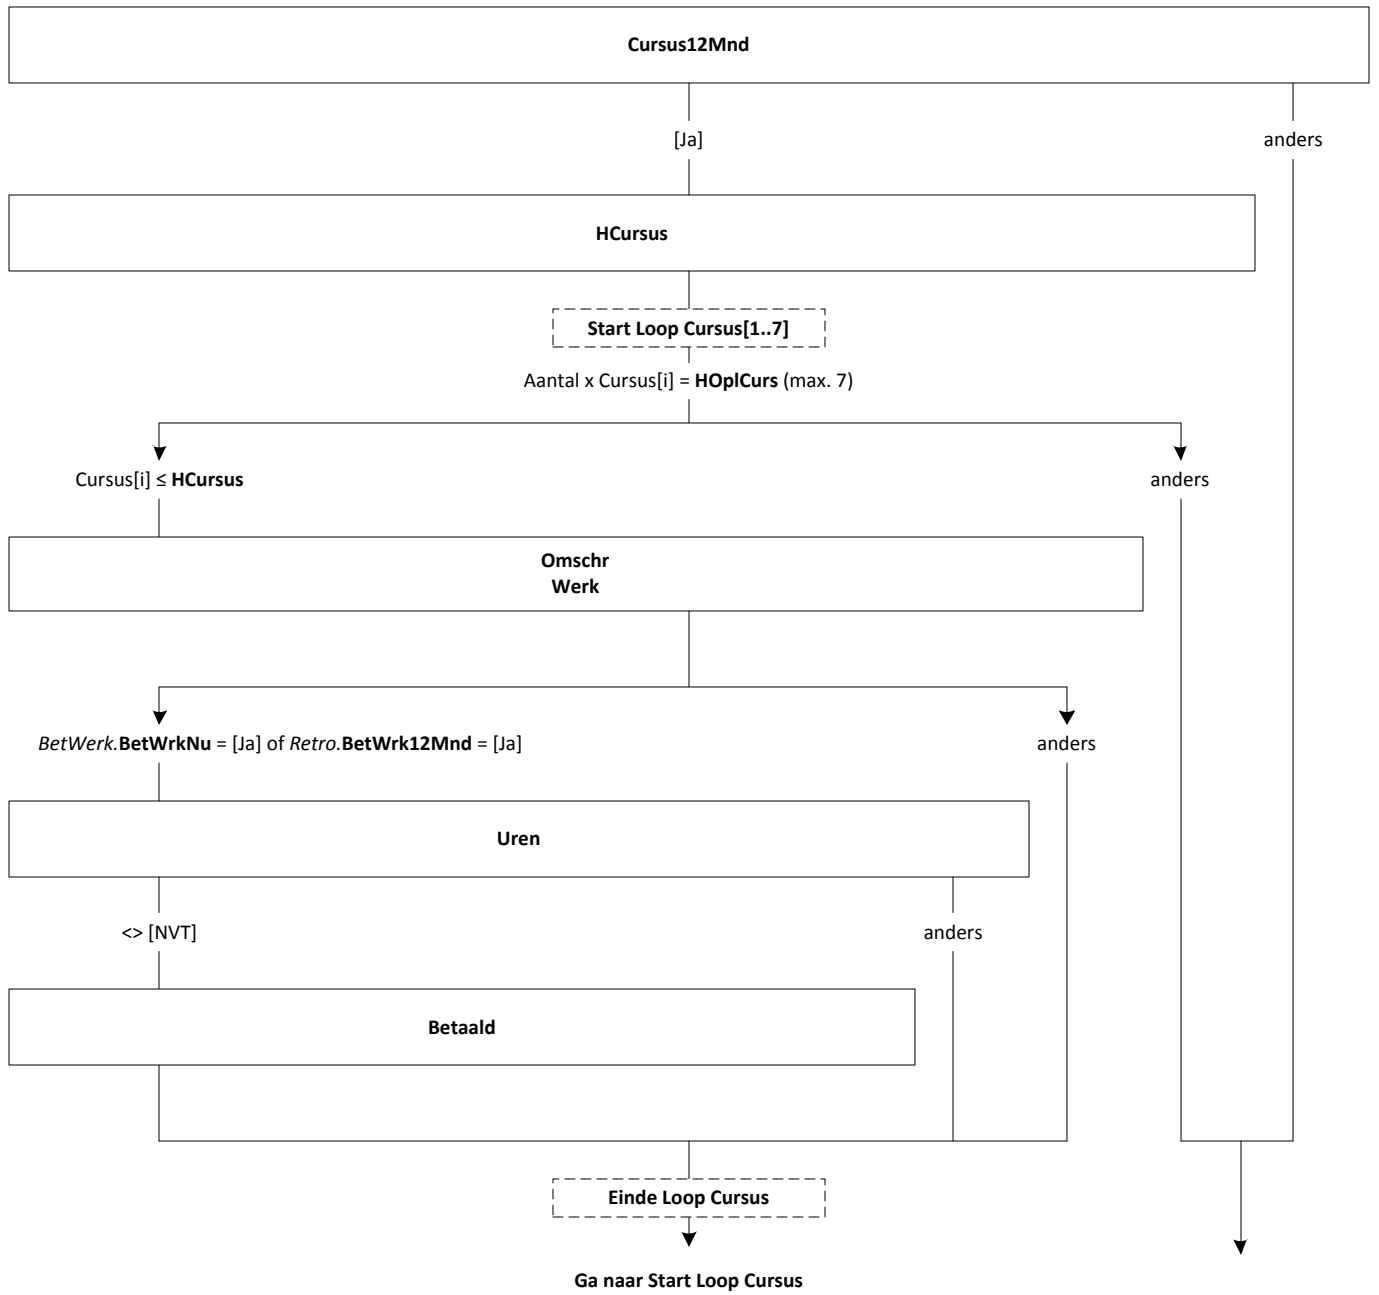 Cursus12Mnd
[Ja]
anders
HCursus
Start Loop Cursus[1..7]
Aantal x Cursus[i] = HOplCurs (max. 7)
Cursus[i] ≤ HCursus
anders
Omschr
Werk
BetWerk.BetWrkNu = [Ja] of Retro.BetWrk12Mnd = [Ja]
anders
Uren
<> [NVT]
anders
Betaald
Einde Loop Cursus
Ga naar Start Loop Cursus